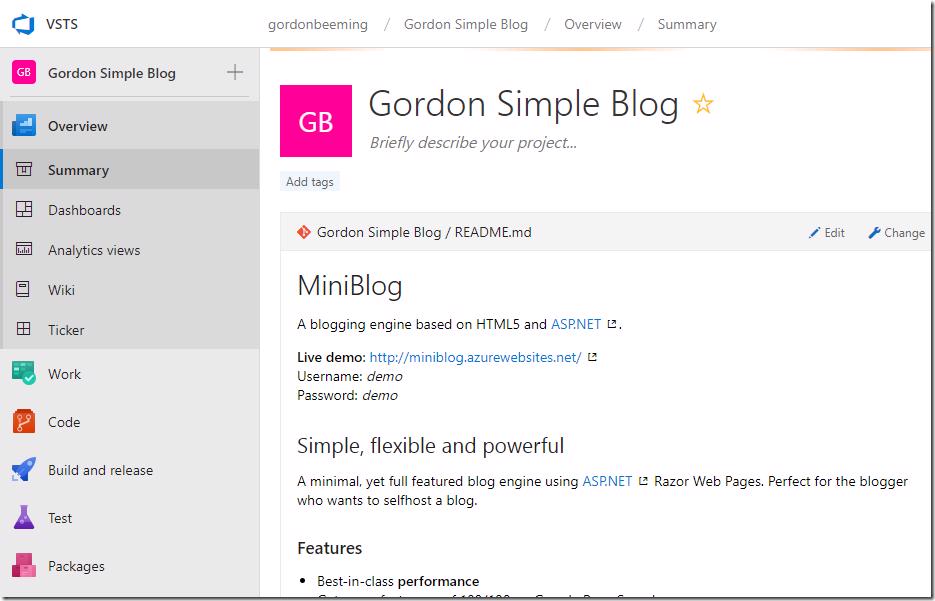 VSTS
gordonbeeming / Gordon Simple Blog / Overview / Summary
GB Gordon Simple Blog
Overview
Summary
Dashboards
Analytics views
Wiki
Ticker
Work
Code
Build and release
Test
Packages
GB
Gordon Simple Blog
Briefly describe your project...
Add tags
Gordon Simple Blog / README.md
Edit
Change
MiniBlog
A blogging engine based on HTML5 and ASP.NET .
Live demo: http://miniblog.azurewebsites.net/
Username: demo
Password: demo
Simple, flexible and powerful
A minimal, yet full featured blog engine using ASP.NET Razor Web Pages. Perfect for the blogger
who wants to selfhost a blog.
Features
• Best-in-class performance